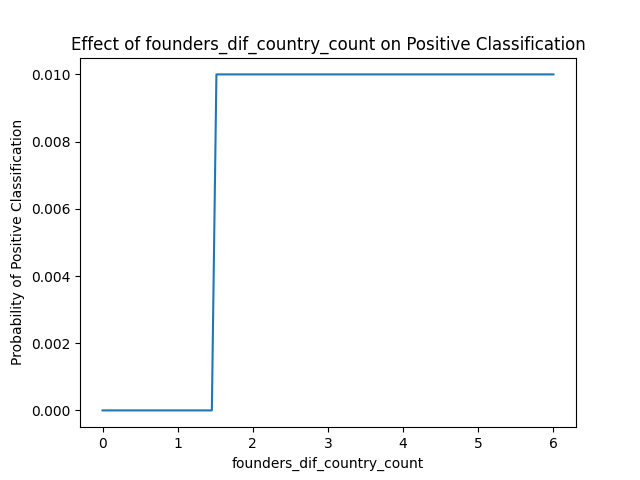 Effect of founders_dif_country_count on Positive Classification
Probability of Positive Classification
0.010
0.008
0.006
0.004
0.002
0.000
0 1 2 3 4 5 6
founders_dif_country_count